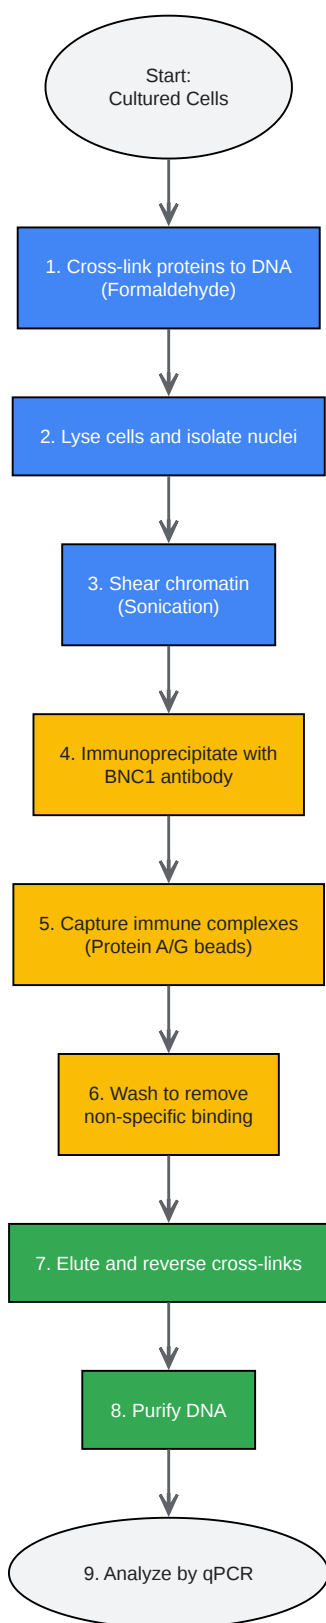 Start:
Cultured Cells
1. Cross-link proteins to DNA
(Formaldehyde)
2. Lyse cells and isolate nuclei
3. Shear chromatin
(Sonication)
4. Immunoprecipitate with
BNC1 antibody
5. Capture immune complexes
(Protein A/G beads)
6. Wash to remove
non-specific binding
7. Elute and reverse cross-links
8. Purify DNA
9. Analyze by qPCR